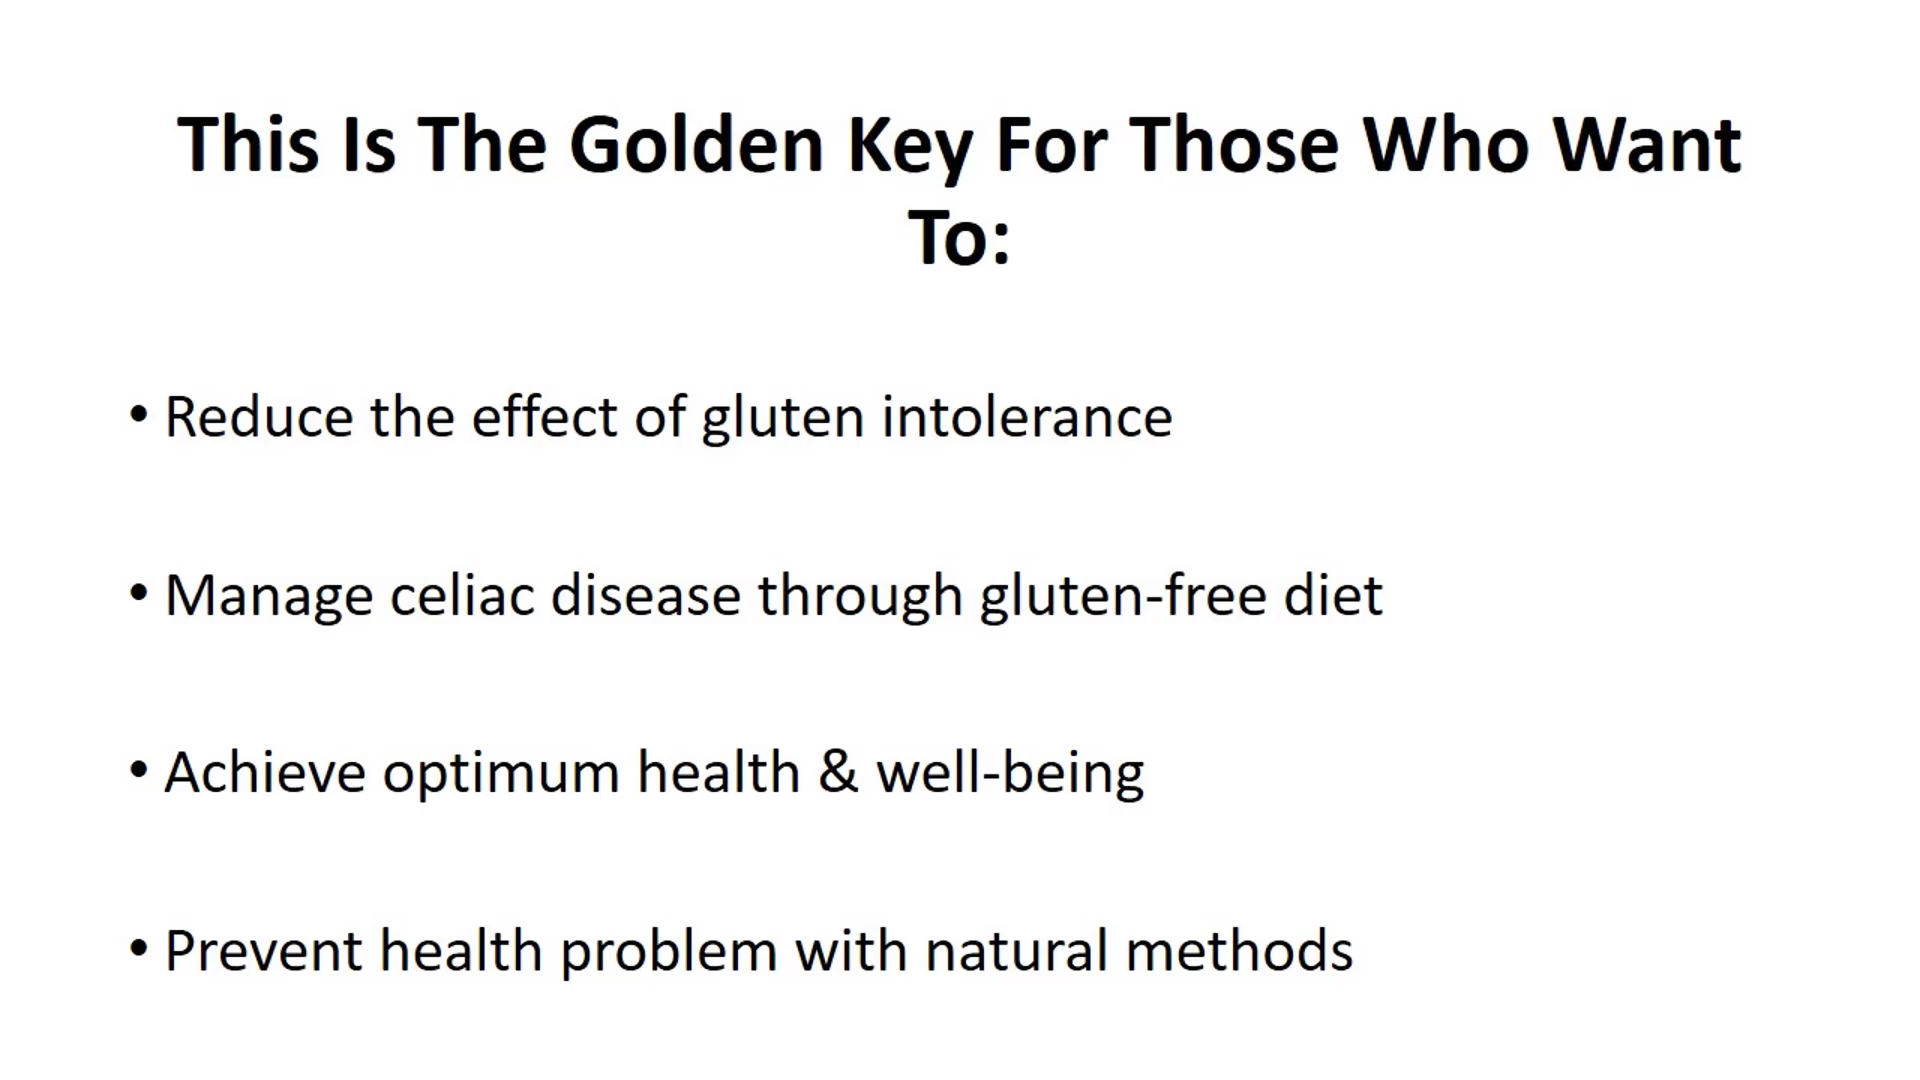 This Is The Golden Key For Those Who Want
To:
• Reduce the effect of gluten intolerance
• Manage celiac disease through gluten-free diet
• Achieve optimum health & well-being
• Prevent health problem with natural methods